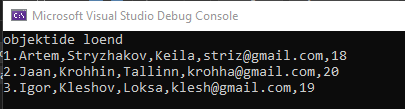 Microsoft Visual Studio Debug Console
objektide loend
1.Artem,Stryzhakov,Keila,striz@gmail.com,18
2.Jaan,Krohhin,Tallinn,krohha@gmail.com,20
3.Igor,Kleshov,Loksa,klesh@gmail.com,19